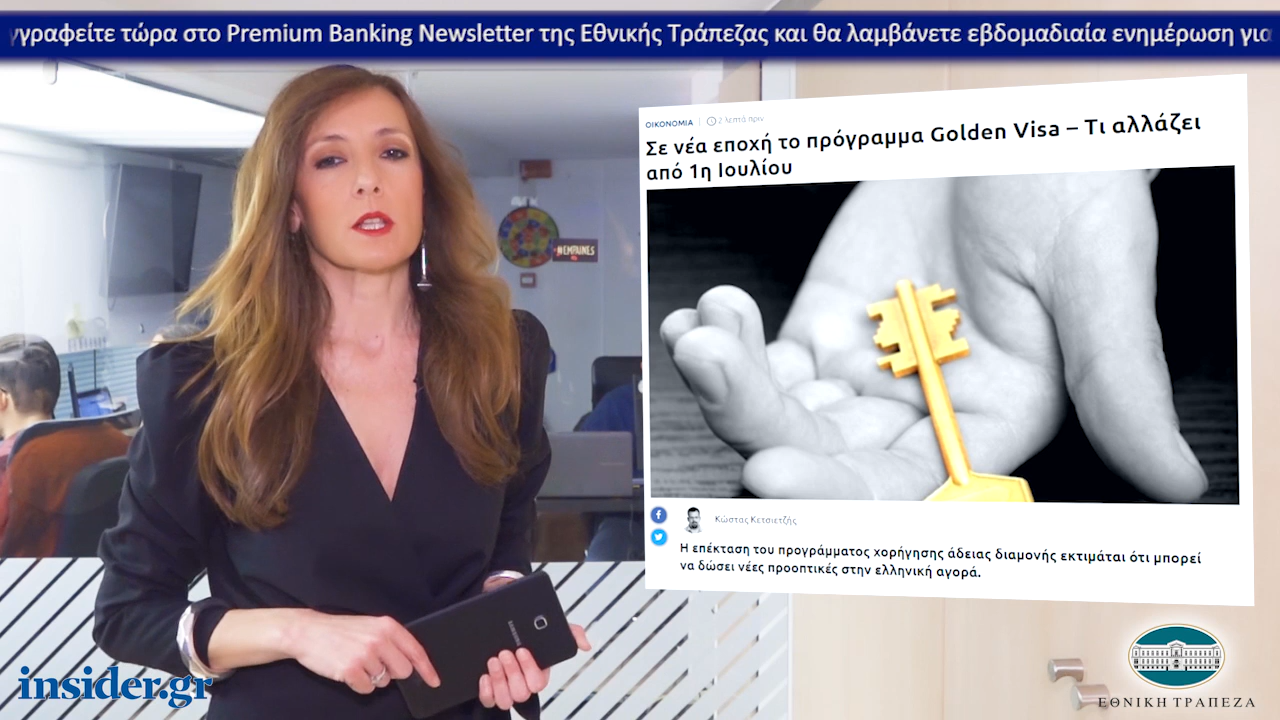 γγραφείτε τώρα στο Premium Banking Newsletter της Εθνικής Τράπεζας και θα λαμβάνετε εβδομαδιαία ενημέρωση για
ΟΙΚΟΝΟΜΙΑ | 2 λεπτά πριν
Σε νέα εποχή το πρόγραμμα Golden Visa – Τι αλλάζει
από 1η Ιουλίου
#EMPAINES
Κώστας Κετσιετζής
Η επέκταση του προγράμματος χορήγησης άδειας διαμονής εκτιμάται ότι μπορεί
να δώσει νέες προοπτικές στην ελληνική αγορά.
SAMSUNG
insider.gr
ΕΘΝΙΚΗ ΤΡΑΠΕΖΑ